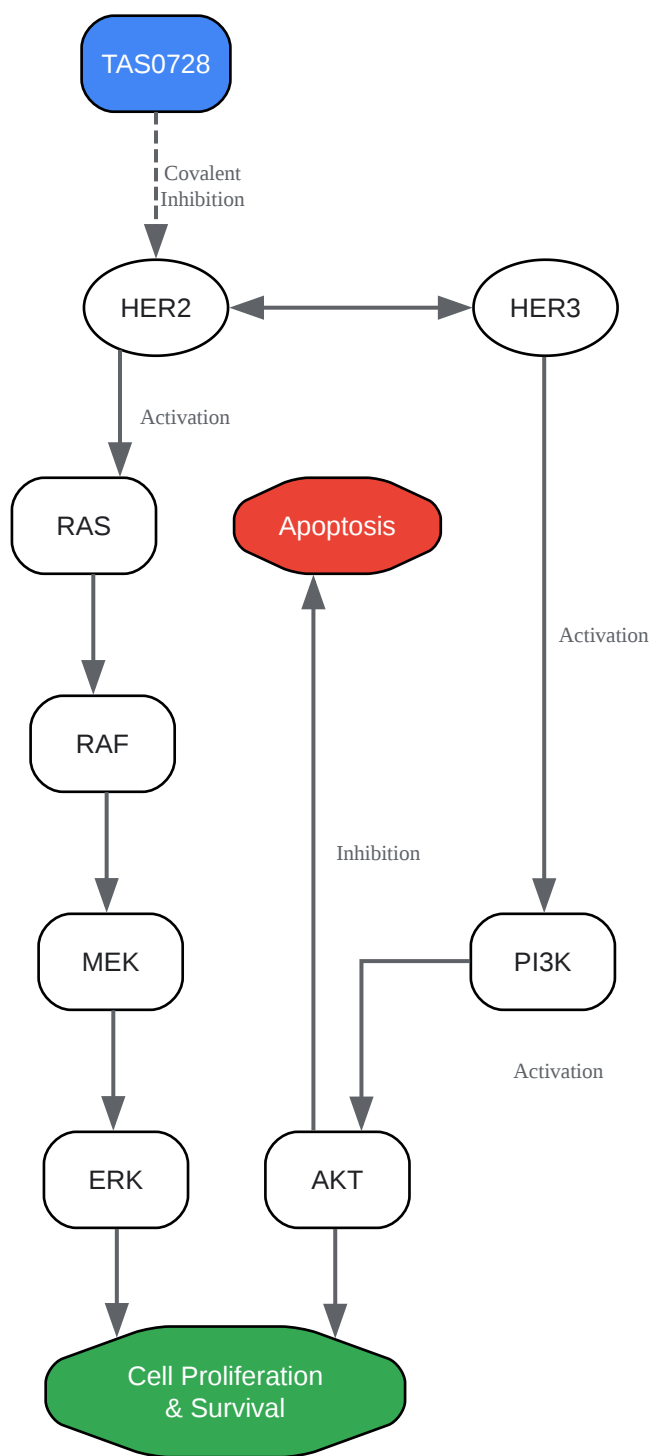 TAS0728
Covalent
Inhibition
HER2
HER3
Activation
RAS
Apoptosis
Activation
RAF
Inhibition
MEK
PI3K
Activation
ERK
AKT
Cell Proliferation
& Survival